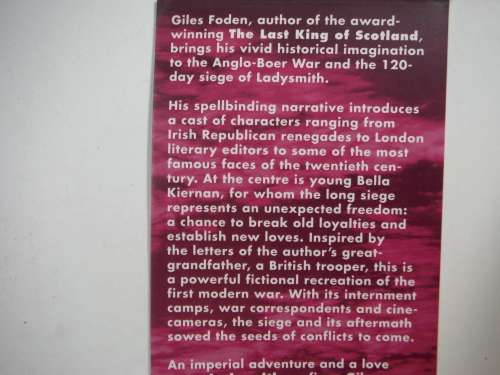 Giles Foden, author of the award-
winning The Last King of Scotland,
brings his vivid historical imagination
to the Anglo-Boer War and the 120-
day siege of Ladysmith.
His spellbinding narrative introduces
a cast of characters ranging from
Irish Republican renegades to London
literary editors to some of the most
famous faces of the twentieth cen-
tury. At the centre is young Bella
Kiernan, for whom the long siege
represents an unexpected freedom:
a chance to break old loyalties and
establish new loves. Inspired by
the letters of the author's great-
grandfather, a British trooper, this is
a powerful fictional recreation of the
first modern war. With its internment
camps, war correspondents and cine-
cameras, the siege and its aftermath
sowed the seeds of conflicts to come.
An imperial adventure and a love